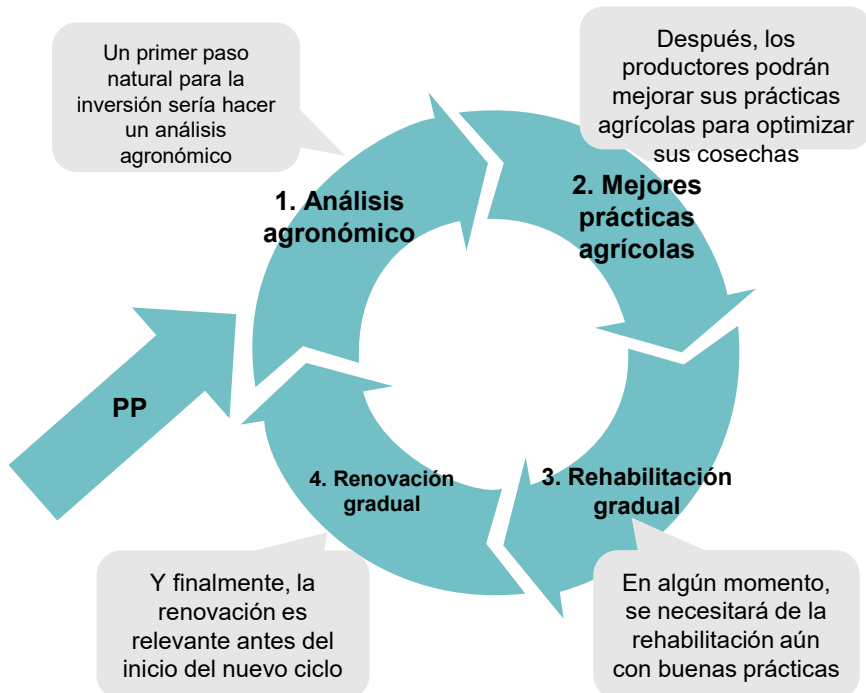 Un primer paso
natural para la
inversión sería hacer
un análisis
agronómico
Después, los
productores podrán
mejorar sus prácticas
agrícolas para optimizar
sus cosechas
1. Análisis
agronómico
2. Mejores
prácticas
agrícolas
PP
4. Renovación
gradual
3. Rehabilitación
gradual
Y finalmente, la
renovación es
relevante antes del
inicio del nuevo ciclo
En algún momento,
se necesitará de la
rehabilitación aún
con buenas prácticas